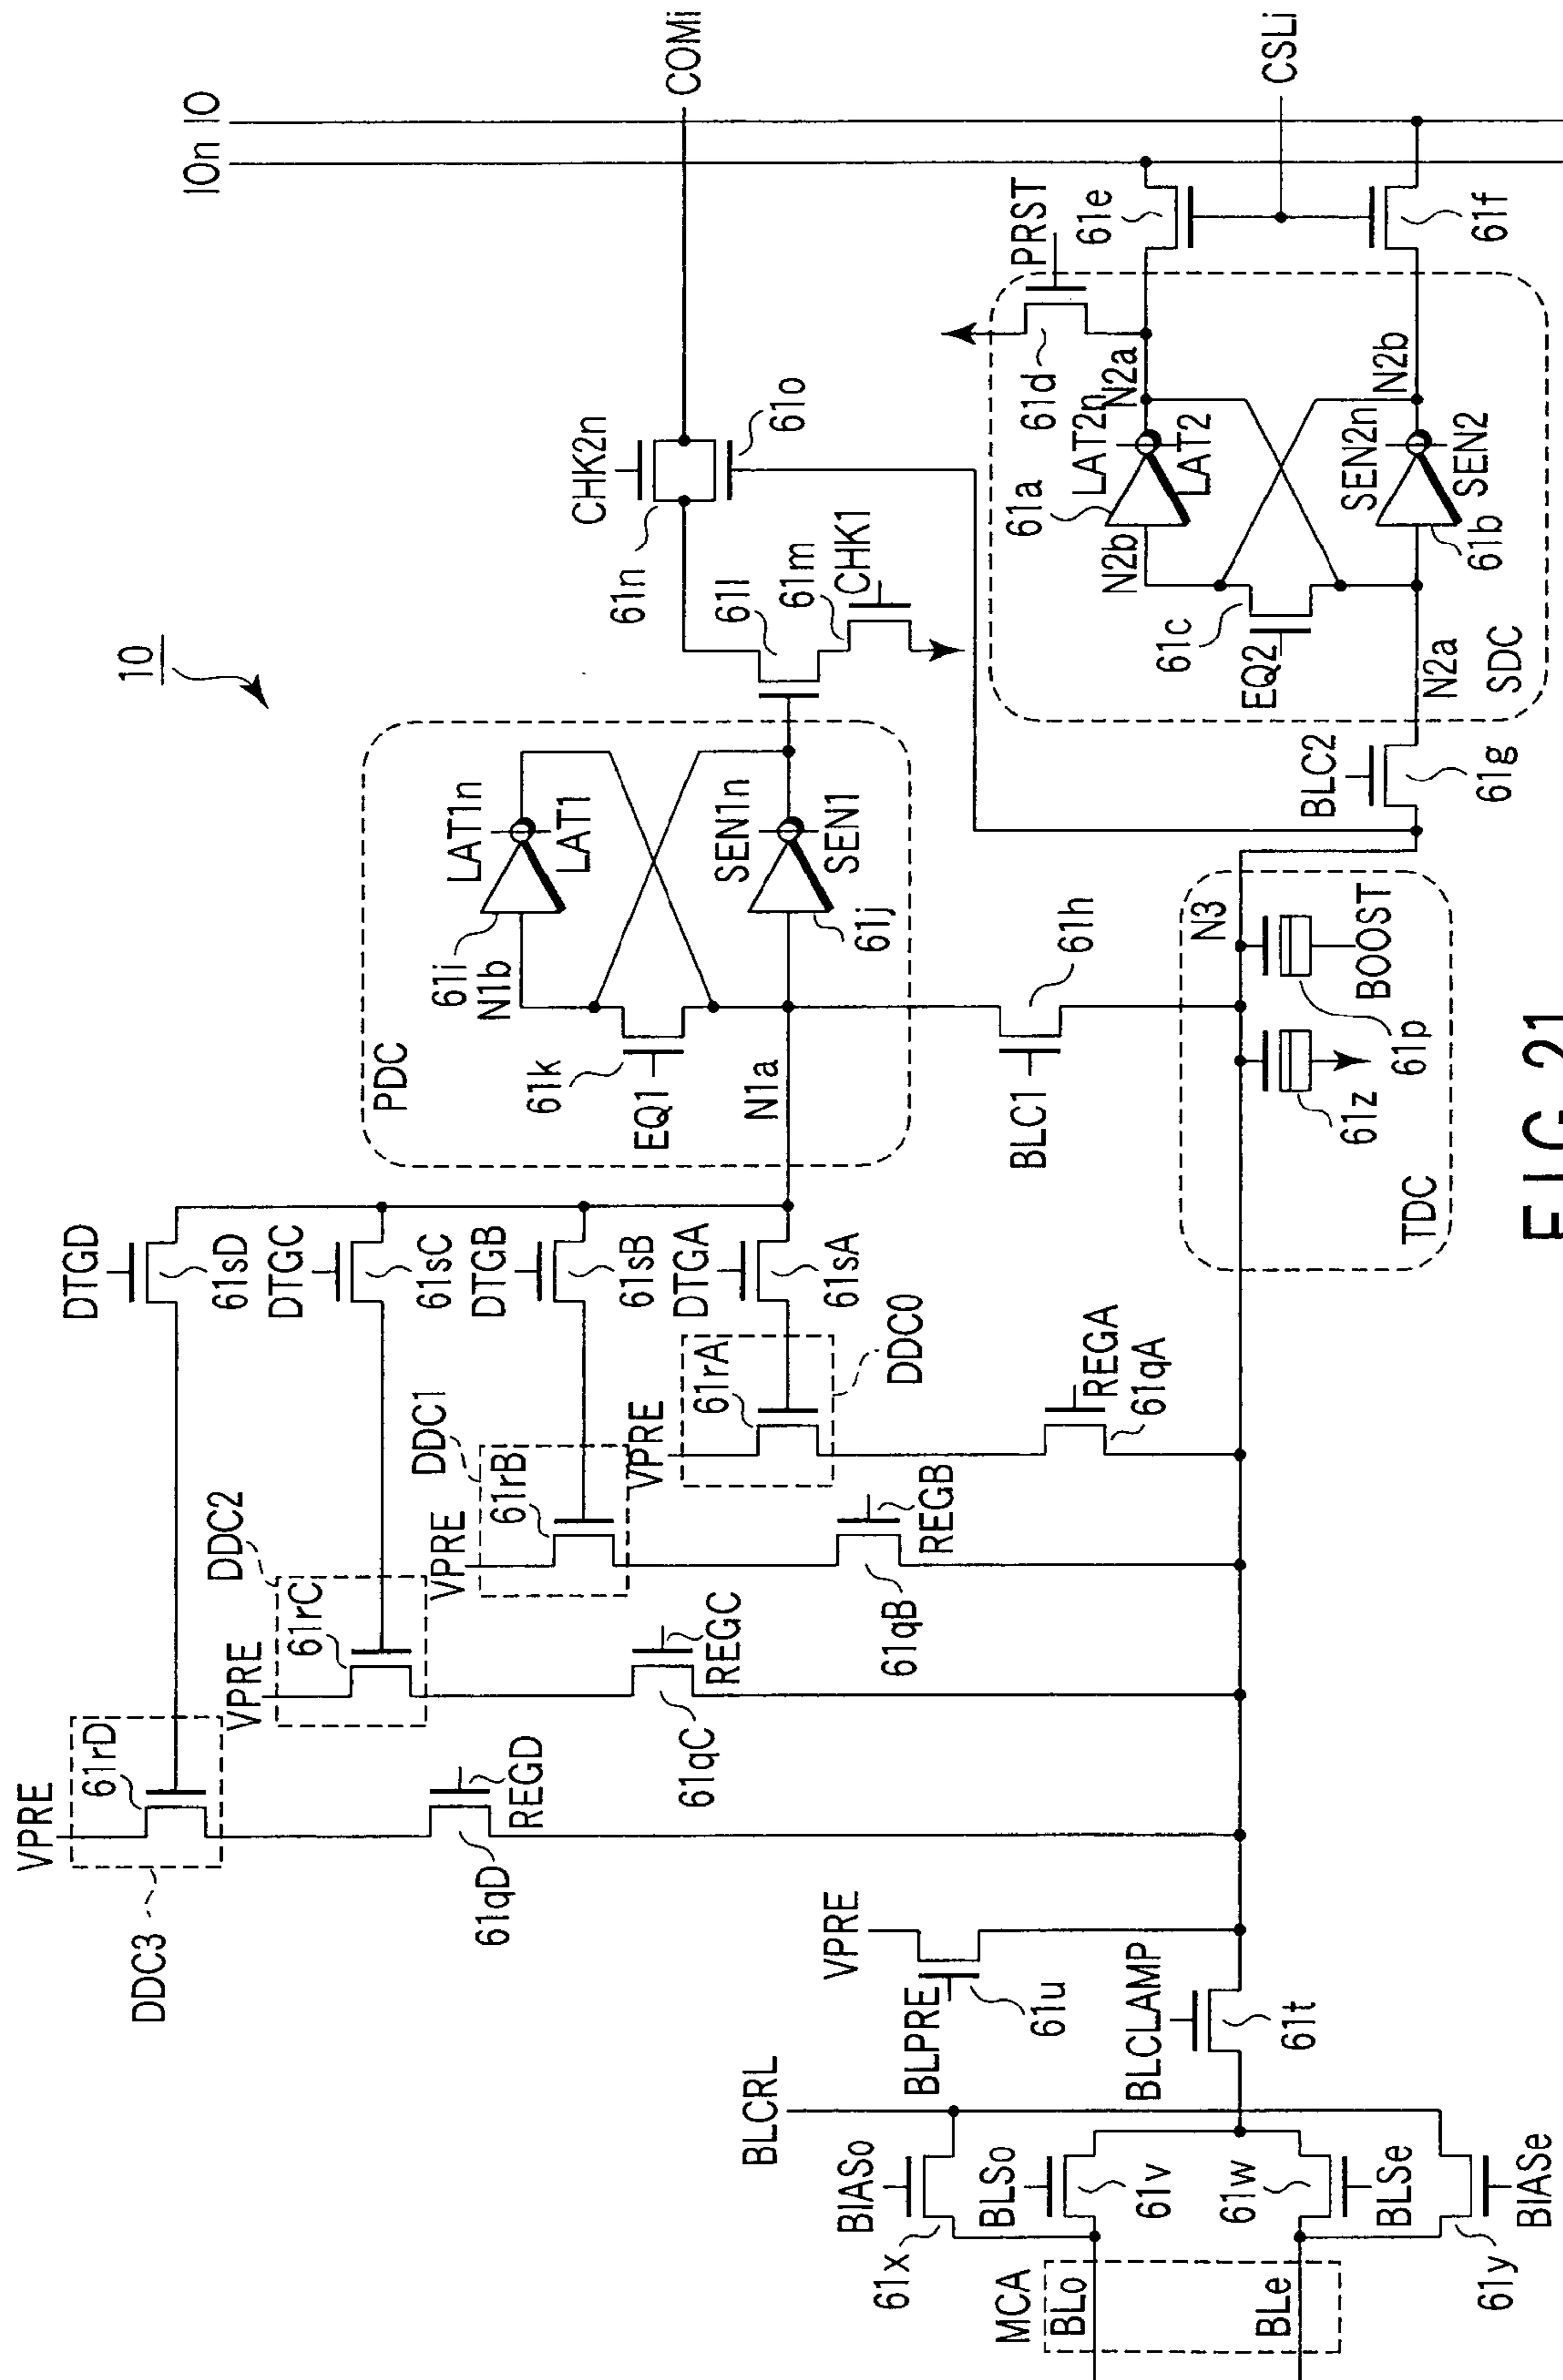 10
IOn
IO
COMi
CSLj
CHK2n
61o
61n
61l
61m
CHK1
PRST
61e
61d
61f
N2a
LAT2n
LAT2
61a
N2b
N2b
SEN2n
SEN2
61b
61c
EQ2
N2a
SDC
BLC2
61g
PDC
LAT1n
LAT1
61i
N1b
SEN1n
SEN1
61j
61k
EQ1
N1a
61h
BLC1
N3
BOOST
61p
61z
TDC
DTGD
61sD
DTGC
61sC
DTGB
61sB
DTGA
61sA
DDC0
61rA
VPRE
REGA
61qA
DDC1
61rB
VPRE
REGB
61qB
DDC2
61rC
VPRE
REGC
61qC
VPRE
61rD
DDC3
REGD
61qD
VPRE
BLPRE
61u
BLCLAMP
61t
BLCRL
BIASo
61x
BLSo
61v
61w
BLSe
BIASe
61y
MCA
BLo
BLe
FIG. 21